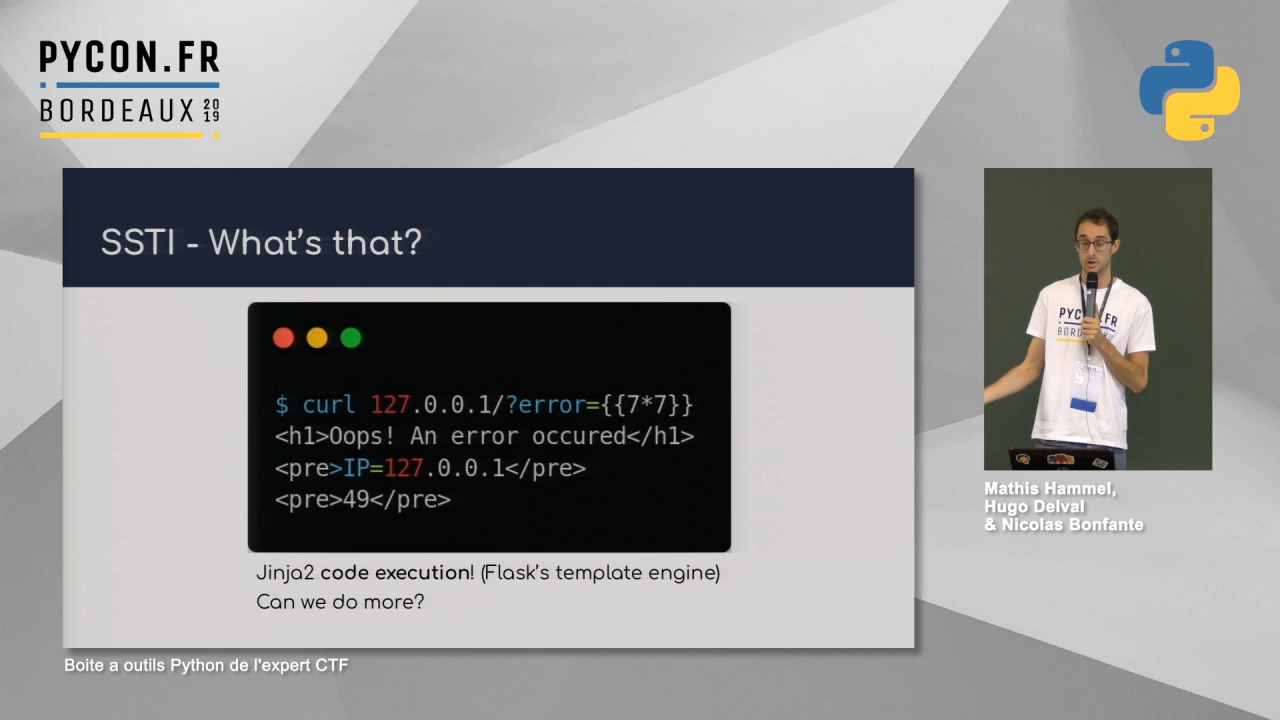 PYCON.FR
BORDEAUX 2019
SSTI - What's that?
$ curl 127.0.0.1/?error={{7*7}}
<h1>Oops! An error occured</h1>
<pre>IP=127.0.0.1</pre>
<pre>49</pre>
Jinja2 code execution! (Flask's template engine)
Can we do more?
PYCON.FR
Mathis Hammel,
Hugo Delval
& Nicolas Bonfante
Boite a outils Python de l'expert CTF